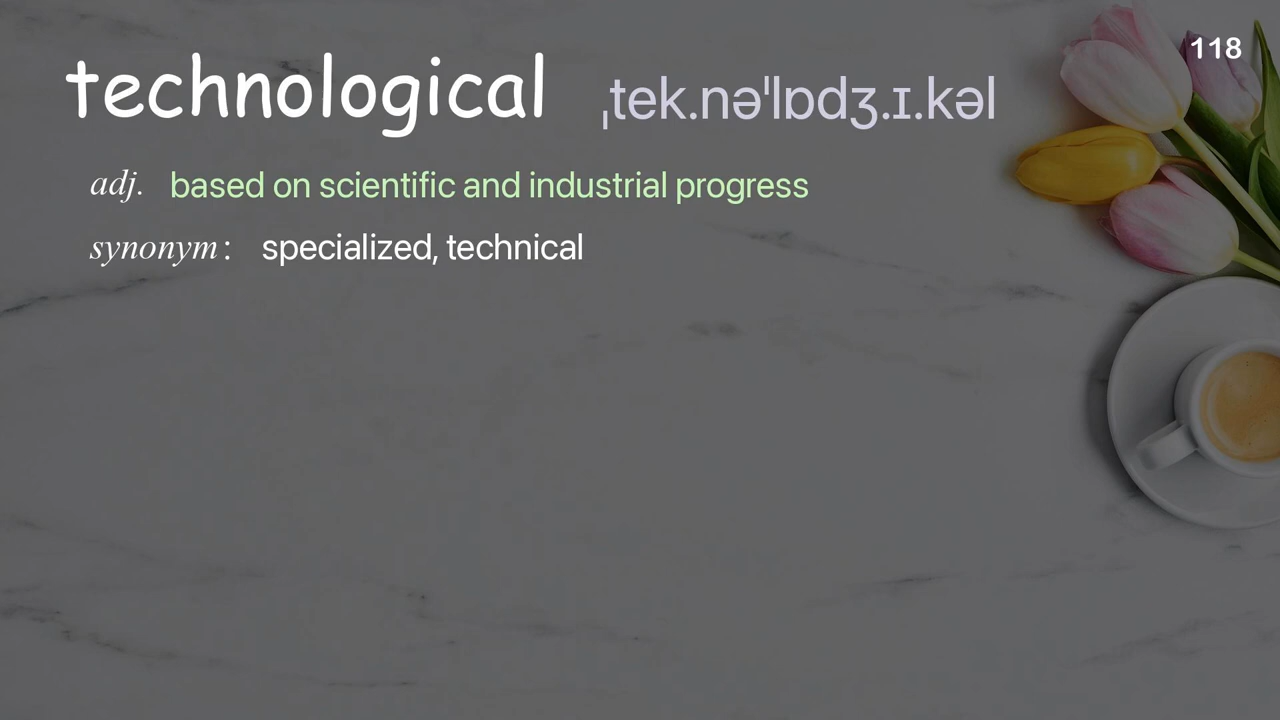 118
technological ˌtek.nəˈlɒdʒ.ɪ.kəl
adj. based on scientific and industrial progress
synonym: specialized, technical